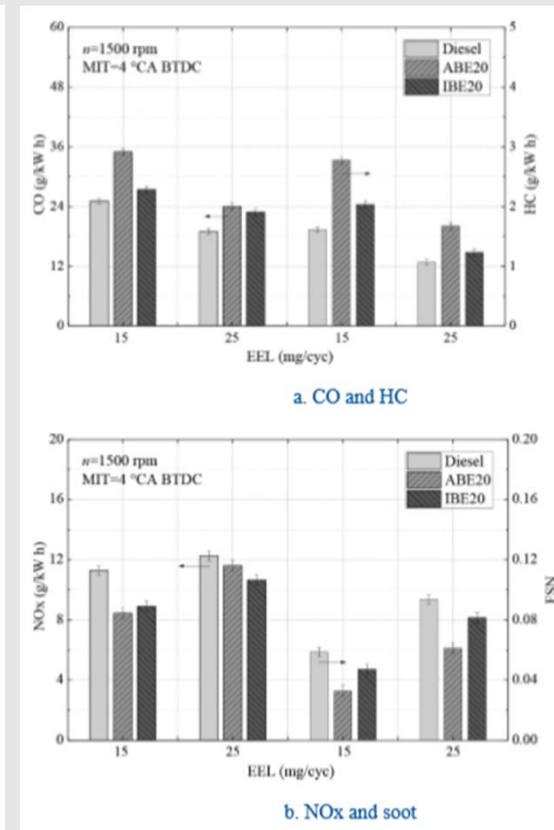 60
48
36
24
12
0
CO (g/kW h)
n=1500 rpm
MIT=4 °CA BTDC
Diesel
ABE20
IBE20
5
4
3
2
1
0
HC (g/kW h)
15
25
15
25
EEL (mg/cyc)
a. CO and HC
20
16
12
8
4
0
NOx (g/kW h)
n=1500 rpm
MIT=4 °CA BTDC
Diesel
ABE20
IBE20
0.20
0.16
0.12
0.08
0.04
0.00
FSN
15
25
15
25
EEL (mg/cyc)
b. NOx and soot